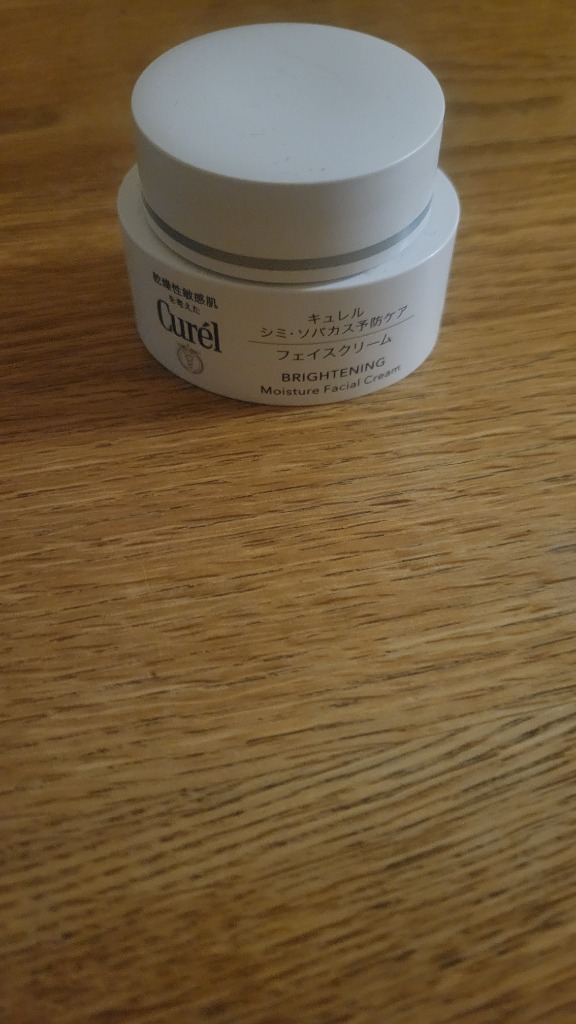 乾燥性敏感肌
を考えた
Curél
キュレル
シミ・ソバカス予防ケア
フェイスクリーム
BRIGHTENING
Moisture Facial Cream